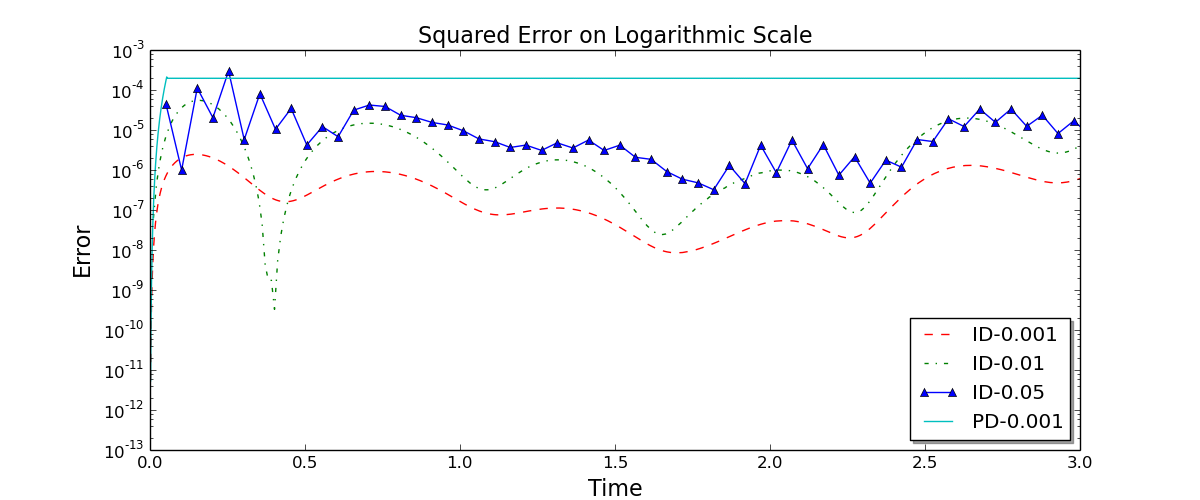 Squared Error on Logarithmic Scale
Error
10^-3
10^-4
10^-5
10^-6
10^-7
10^-8
10^-9
10^-10
10^-11
10^-12
10^-13
ID-0.001
ID-0.01
ID-0.05
PD-0.001
0.0 0.5 1.0 1.5 2.0 2.5 3.0
Time